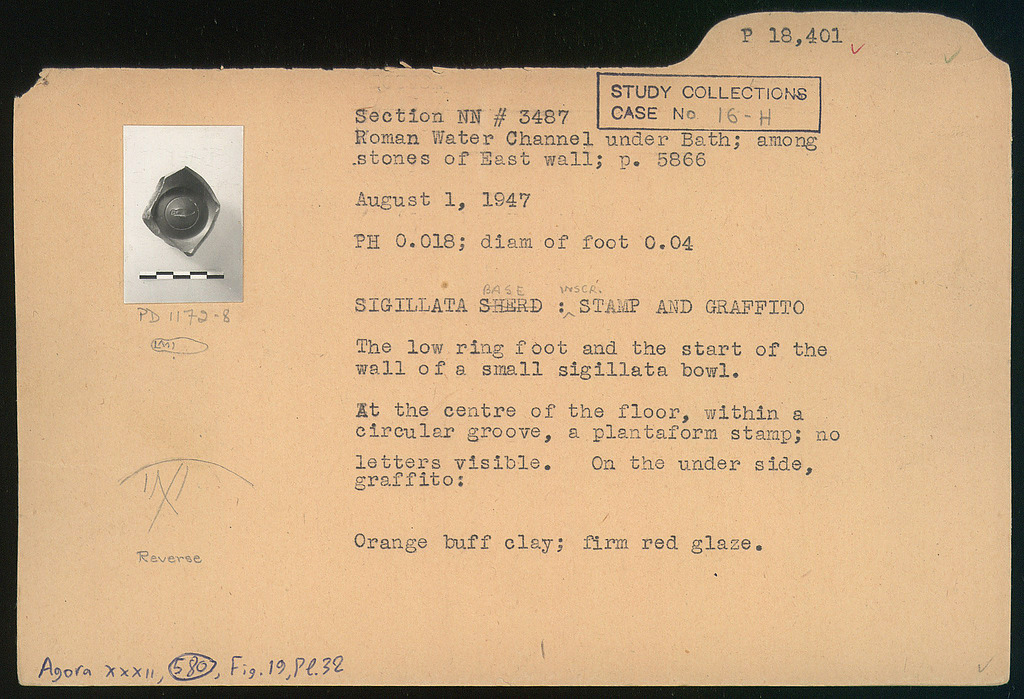 P 18,401
STUDY COLLECTIONS
CASE No 16-H
Section NN # 3487
Roman Water Channel under Bath; among
stones of East wall; p. 5866
August 1, 1947
PH 0.018; diam of foot 0.04
BASE INSCR.
SIGILLATA SHERD : STAMP AND GRAFFITO
PD 1172-8
The low ring foot and the start of the
wall of a small sigillata bowl.
At the centre of the floor, within a
circular groove, a plantaform stamp; no
letters visible. On the under side,
graffito:
Orange buff clay; firm red glaze.
Reverse
Agora XXXII, 580, Fig. 19, Pl. 32